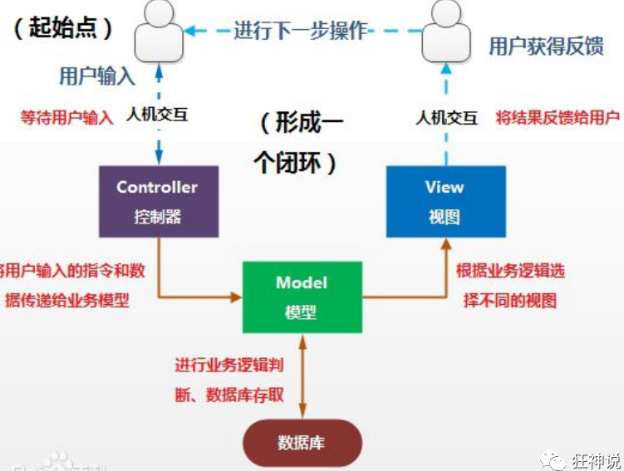 （起始点）
进行下一步操作
用户获得反馈
用户输入
等待用户输入
人机交互
（形成一
个闭环）
人机交互
将结果反馈给用户
Controller
控制器
View
视图
将用户输入的指令和数
据传递给业务模型
Model
模型
根据业务逻辑选
择不同的视图
进行业务逻辑判
断、数据库存取
数据库
狂神说